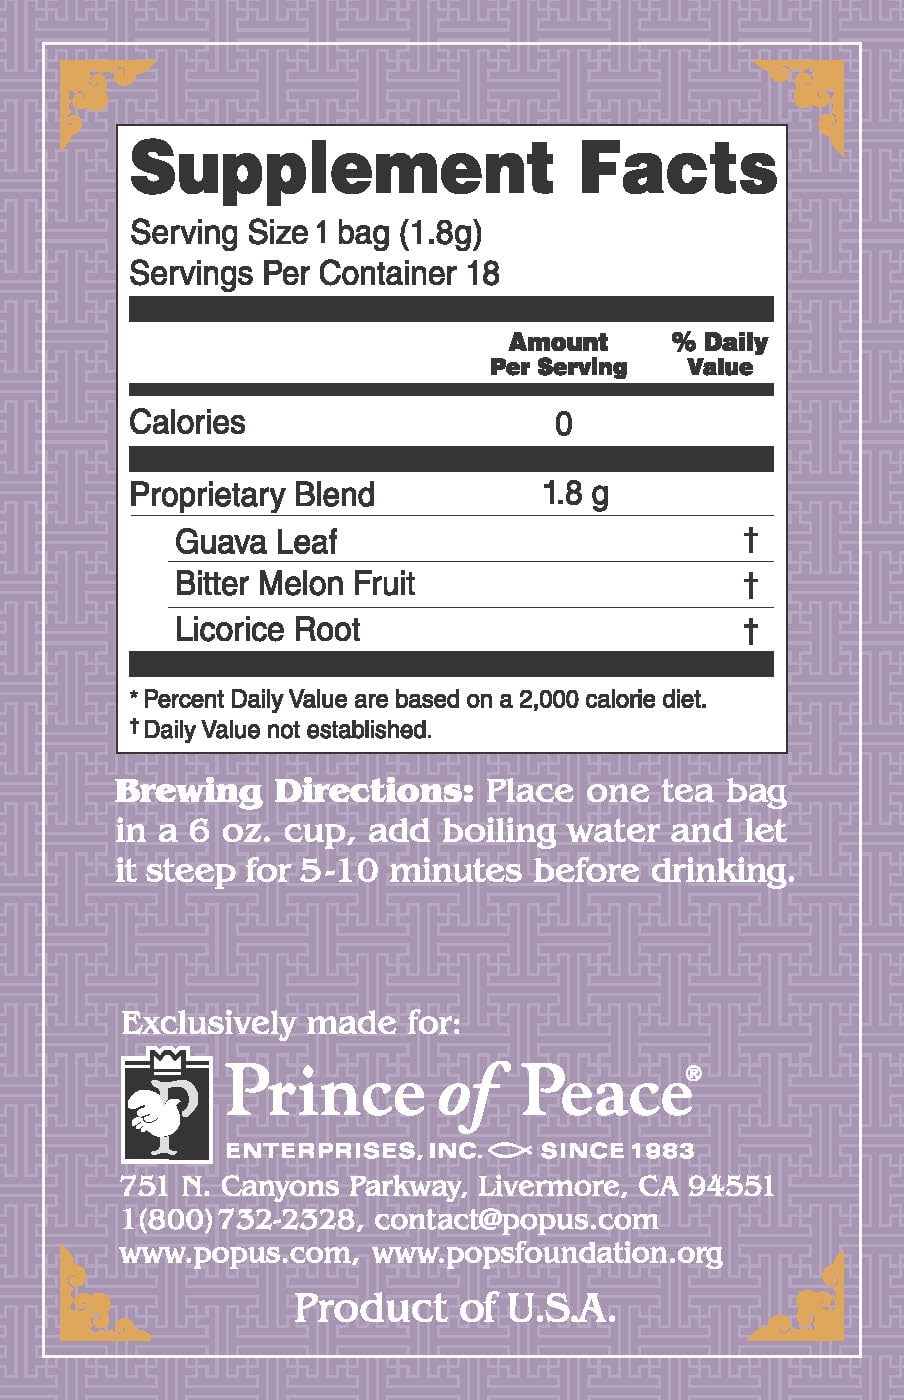 Supplement Facts
Serving Size 1 bag (1.8g)
Servings Per Container 18
Amount Per Serving % Daily Value
Calories 0
Proprietary Blend 1.8 g
Guava Leaf †
Bitter Melon Fruit †
Licorice Root †
* Percent Daily Value are based on a 2,000 calorie diet.
† Daily Value not established.
Brewing Directions: Place one tea bag
in a 6 oz. cup, add boiling water and let
it steep for 5-10 minutes before drinking.
Exclusively made for:
P
Prince of Peace®
ENTERPRISES, INC. SINCE 1983
751 N. Canyons Parkway, Livermore, CA 94551
1(800)732-2328, contact@popus.com
www.popus.com, www.popsfoundation.org
Product of U.S.A.